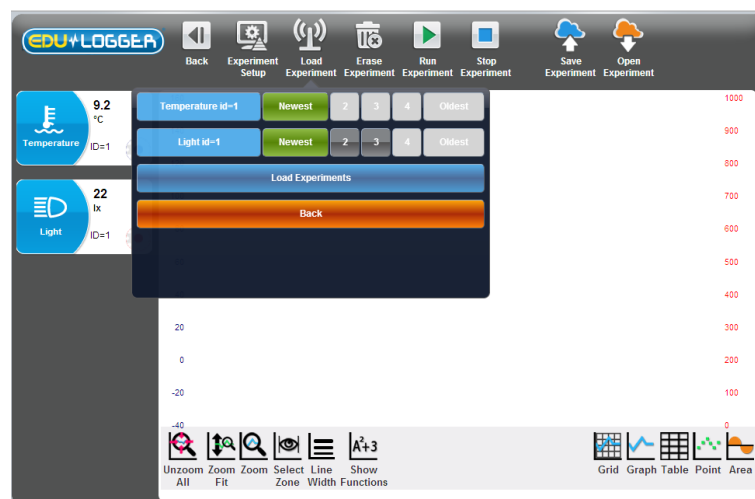 EDU LOGGER
Back
Experiment
Setup
Load
Experiment
Erase
Experiment
Run
Experiment
Stop
Experiment
Save
Experiment
Open
Experiment
9.2
°C
Temperature
ID=1
22
lx
Light
ID=1
Temperature id=1 Newest 2 3 4 Oldest
Light id=1 Newest 2 3 4 Oldest
Load Experiments
Back
20
0
-20
-40
1000
900
800
700
600
500
400
300
200
100
0
Unzoom
All
Zoom
Fit
Zoom
Select
Zone
Line
Width
A²+3
Show
Functions
Grid
Graph
Table
Point
Area